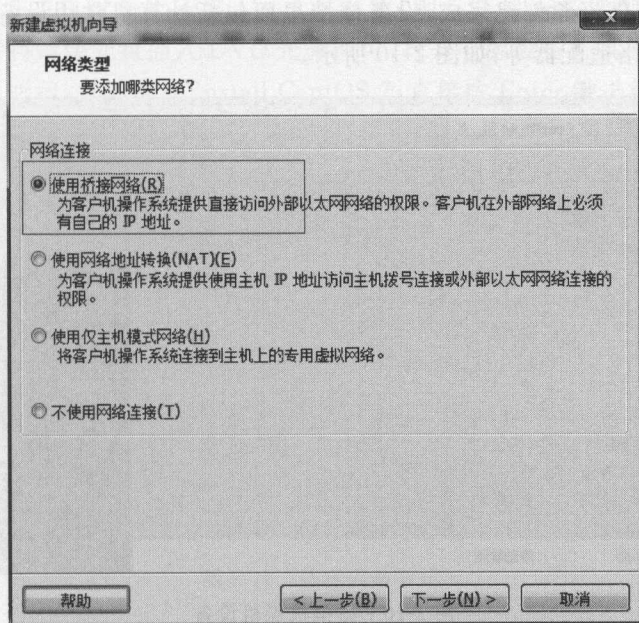 新建虚拟机向导
网络类型
要添加哪类网络?
网络连接
使用桥接网络(R)
为客户机操作系统提供直接访问外部以太网网络的权限。客户机在外部网络上必须
有自己的 IP 地址。
使用网络地址转换(NAT)(E)
为客户机操作系统提供使用主机 IP 地址访问主机拨号连接或外部以太网网络连接的
权限。
使用仅主机模式网络(H)
将客户机操作系统连接到主机上的专用虚拟网络。
不使用网络连接(T)
帮助
< 上一步(B)
下一步(N) >
取消